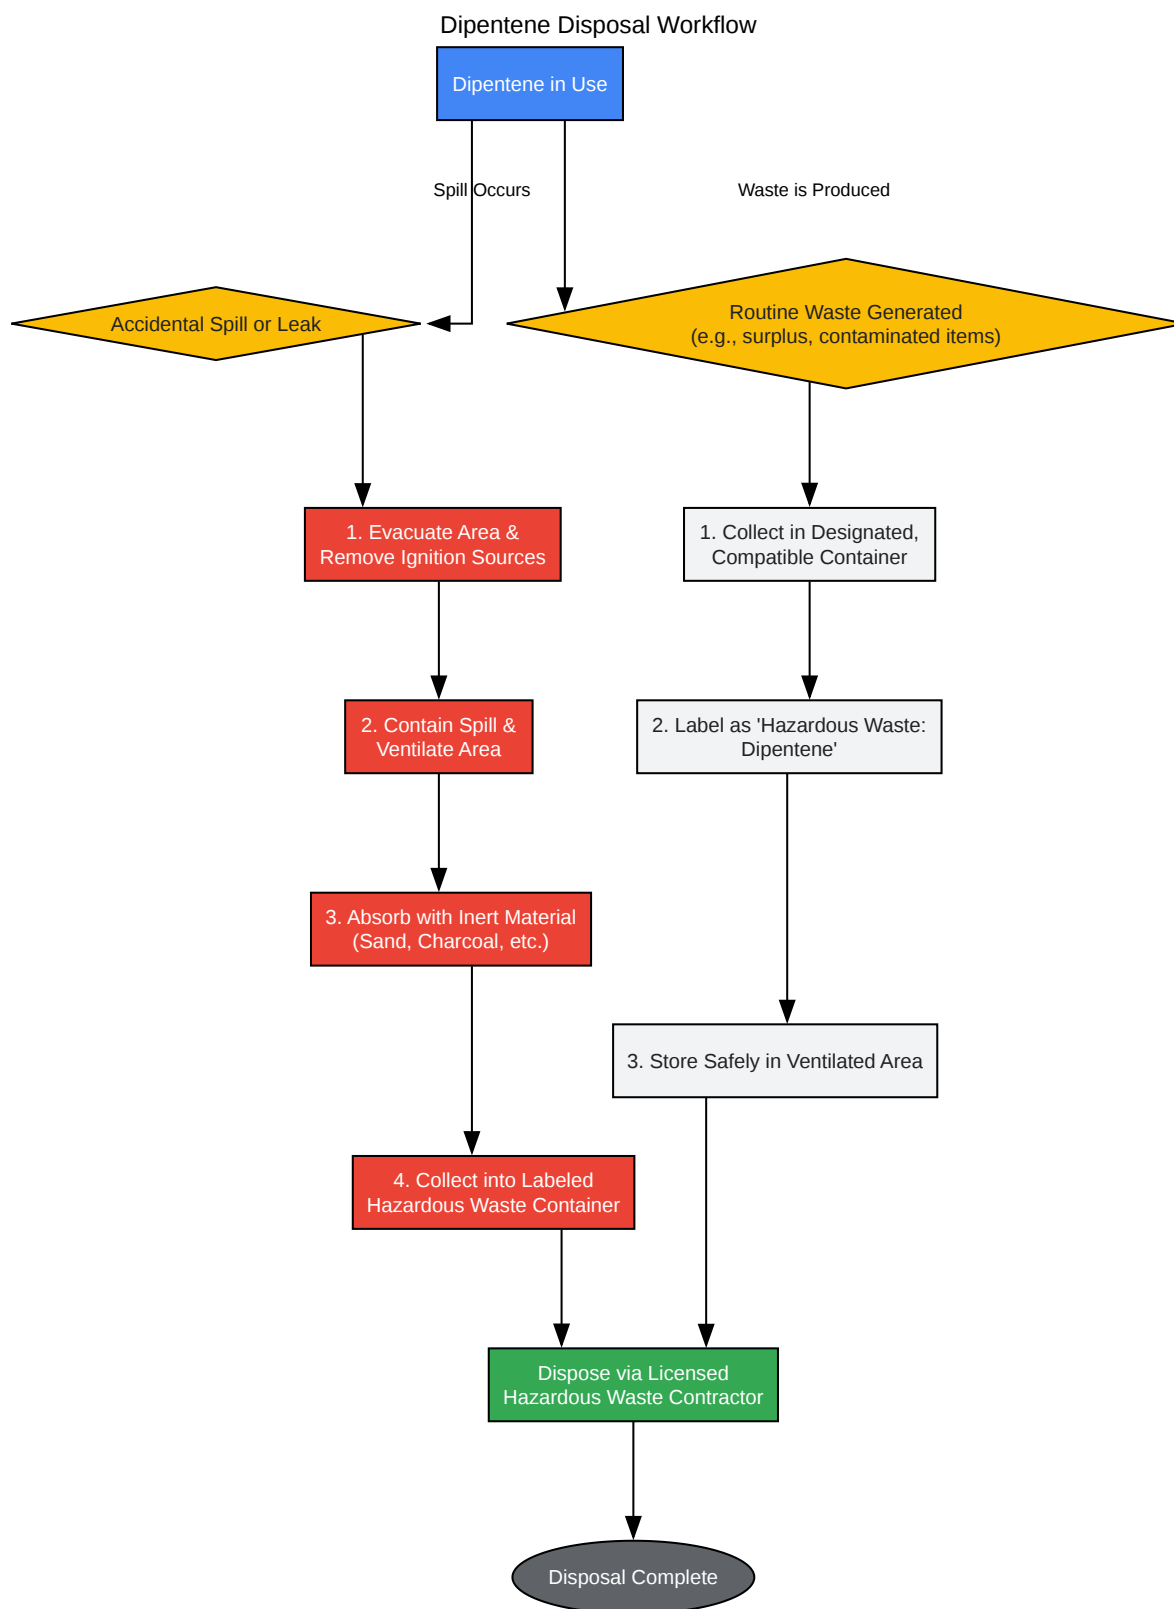 Dipentene Disposal Workflow
Dipentene in Use
Spill Occurs
Waste is Produced
Accidental Spill or Leak
Routine Waste Generated
(e.g., surplus, contaminated items)
1. Evacuate Area &
Remove Ignition Sources
1. Collect in Designated,
Compatible Container
2. Contain Spill &
Ventilate Area
2. Label as 'Hazardous Waste:
Dipentene'
3. Absorb with Inert Material
(Sand, Charcoal, etc.)
3. Store Safely in Ventilated Area
4. Collect into Labeled
Hazardous Waste Container
Dispose via Licensed
Hazardous Waste Contractor
Disposal Complete